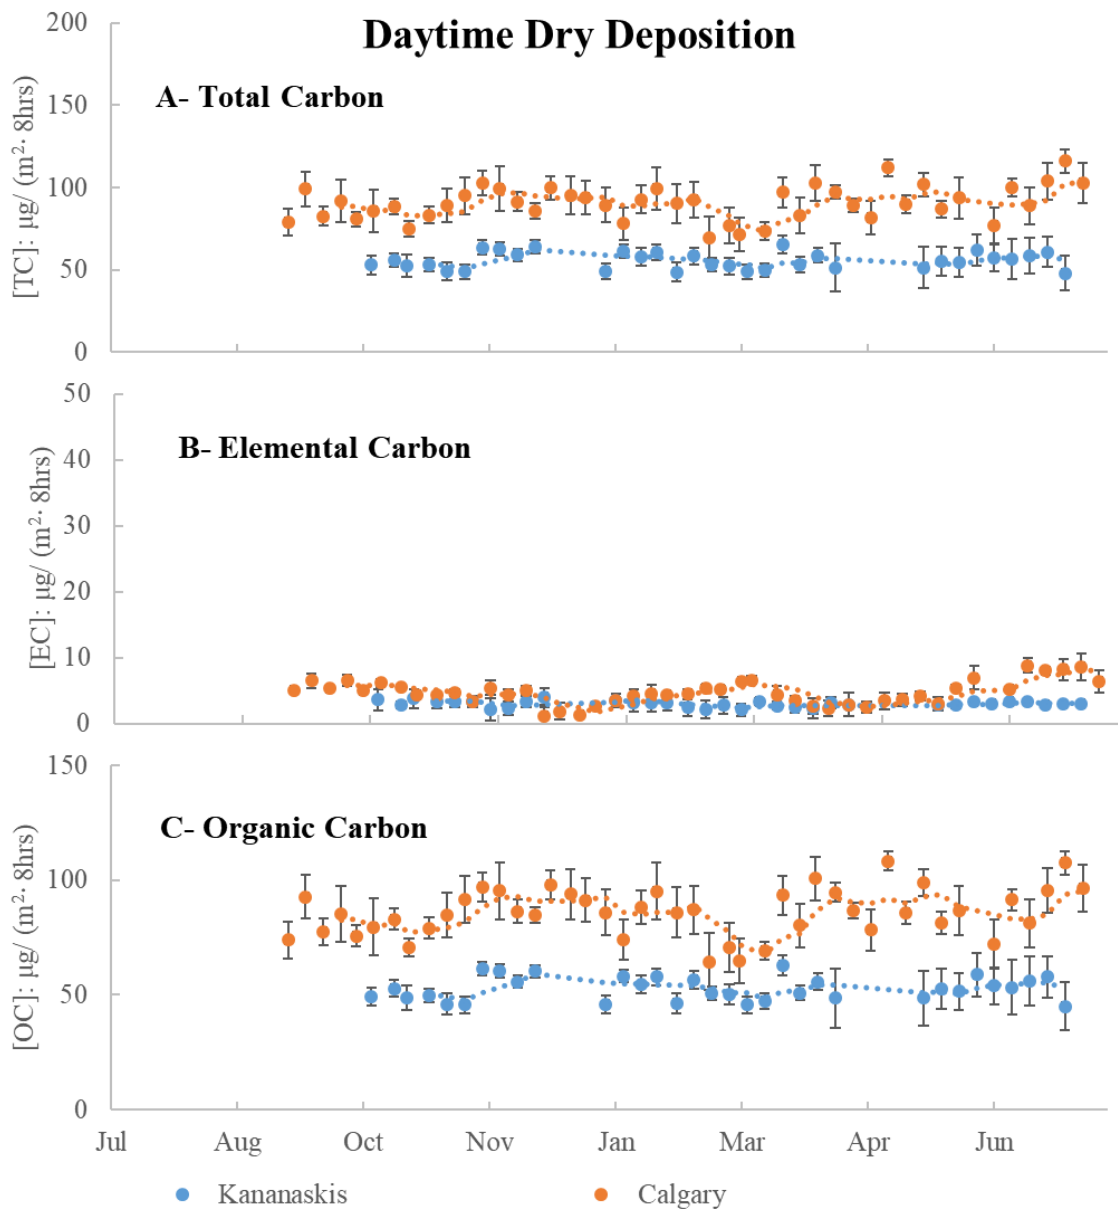 Daytime Dry Deposition
A- Total Carbon
[TC]: µg/ (m²· 8hrs)
200
150
100
50
0
B- Elemental Carbon
[EC]: µg/ (m²· 8hrs)
50
40
30
20
10
0
C- Organic Carbon
[OC]: µg/ (m²· 8hrs)
150
100
50
0
Jul Aug Oct Nov Jan Mar Apr Jun
Kananaskis Calgary